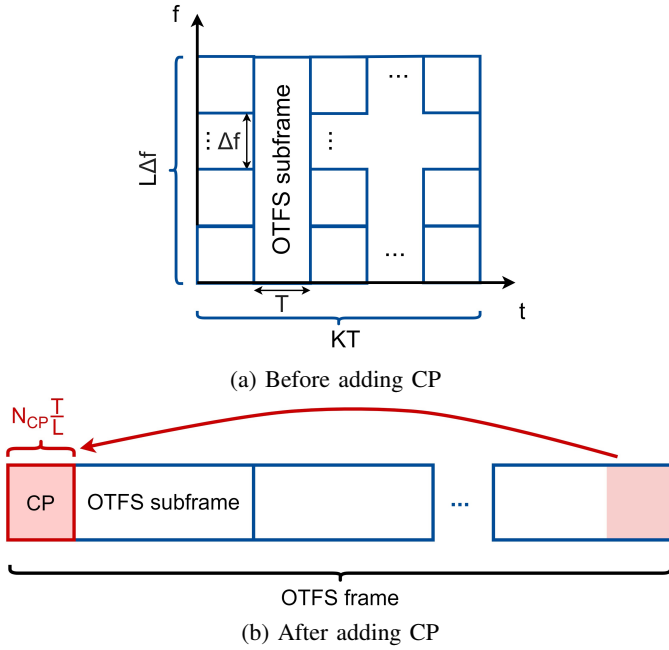 f
...
⋮ Δf ⋮
LΔf
OTFS subframe
...
T
t
KT
(a) Before adding CP
N_CP T/L
CP OTFS subframe ...
OTFS frame
(b) After adding CP